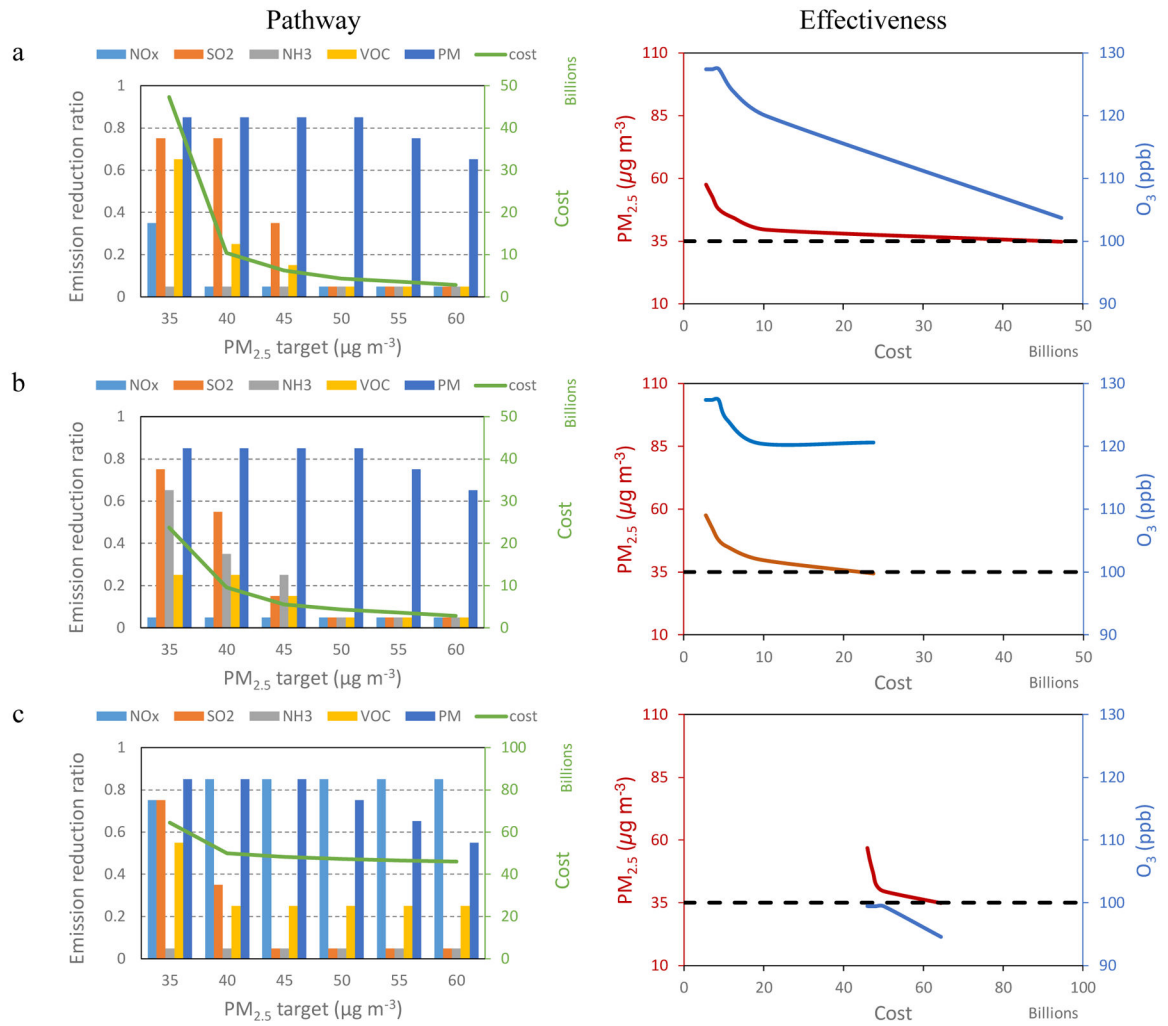 Pathway
Effectiveness
a
NOx SO2 NH3 VOC PM cost
Billions
Emission reduction ratio
1
0.8
0.6
0.4
0.2
0
50
40
30
20
10
0
Cost
35 40 45 50 55 60
PM2.5 target (µg m-3)
110
85
60
35
10
PM2.5 (µg m-3)
130
120
110
100
90
O3 (ppb)
0 10 20 30 40 50
Cost
Billions
b
NOx SO2 NH3 VOC PM cost
Billions
Emission reduction ratio
1
0.8
0.6
0.4
0.2
0
50
40
30
20
10
0
Cost
35 40 45 50 55 60
PM2.5 target (µg m-3)
110
85
60
35
10
PM2.5 (µg m-3)
130
120
110
100
90
O3 (ppb)
0 10 20 30 40 50
Cost
Billions
c
NOx SO2 NH3 VOC PM cost
Billions
Emission reduction ratio
1
0.8
0.6
0.4
0.2
0
100
80
60
40
20
0
Cost
35 40 45 50 55 60
PM2.5 target (µg m-3)
110
85
60
35
10
PM2.5 (µg m-3)
130
120
110
100
90
O3 (ppb)
0 20 40 60 80 100
Cost
Billions